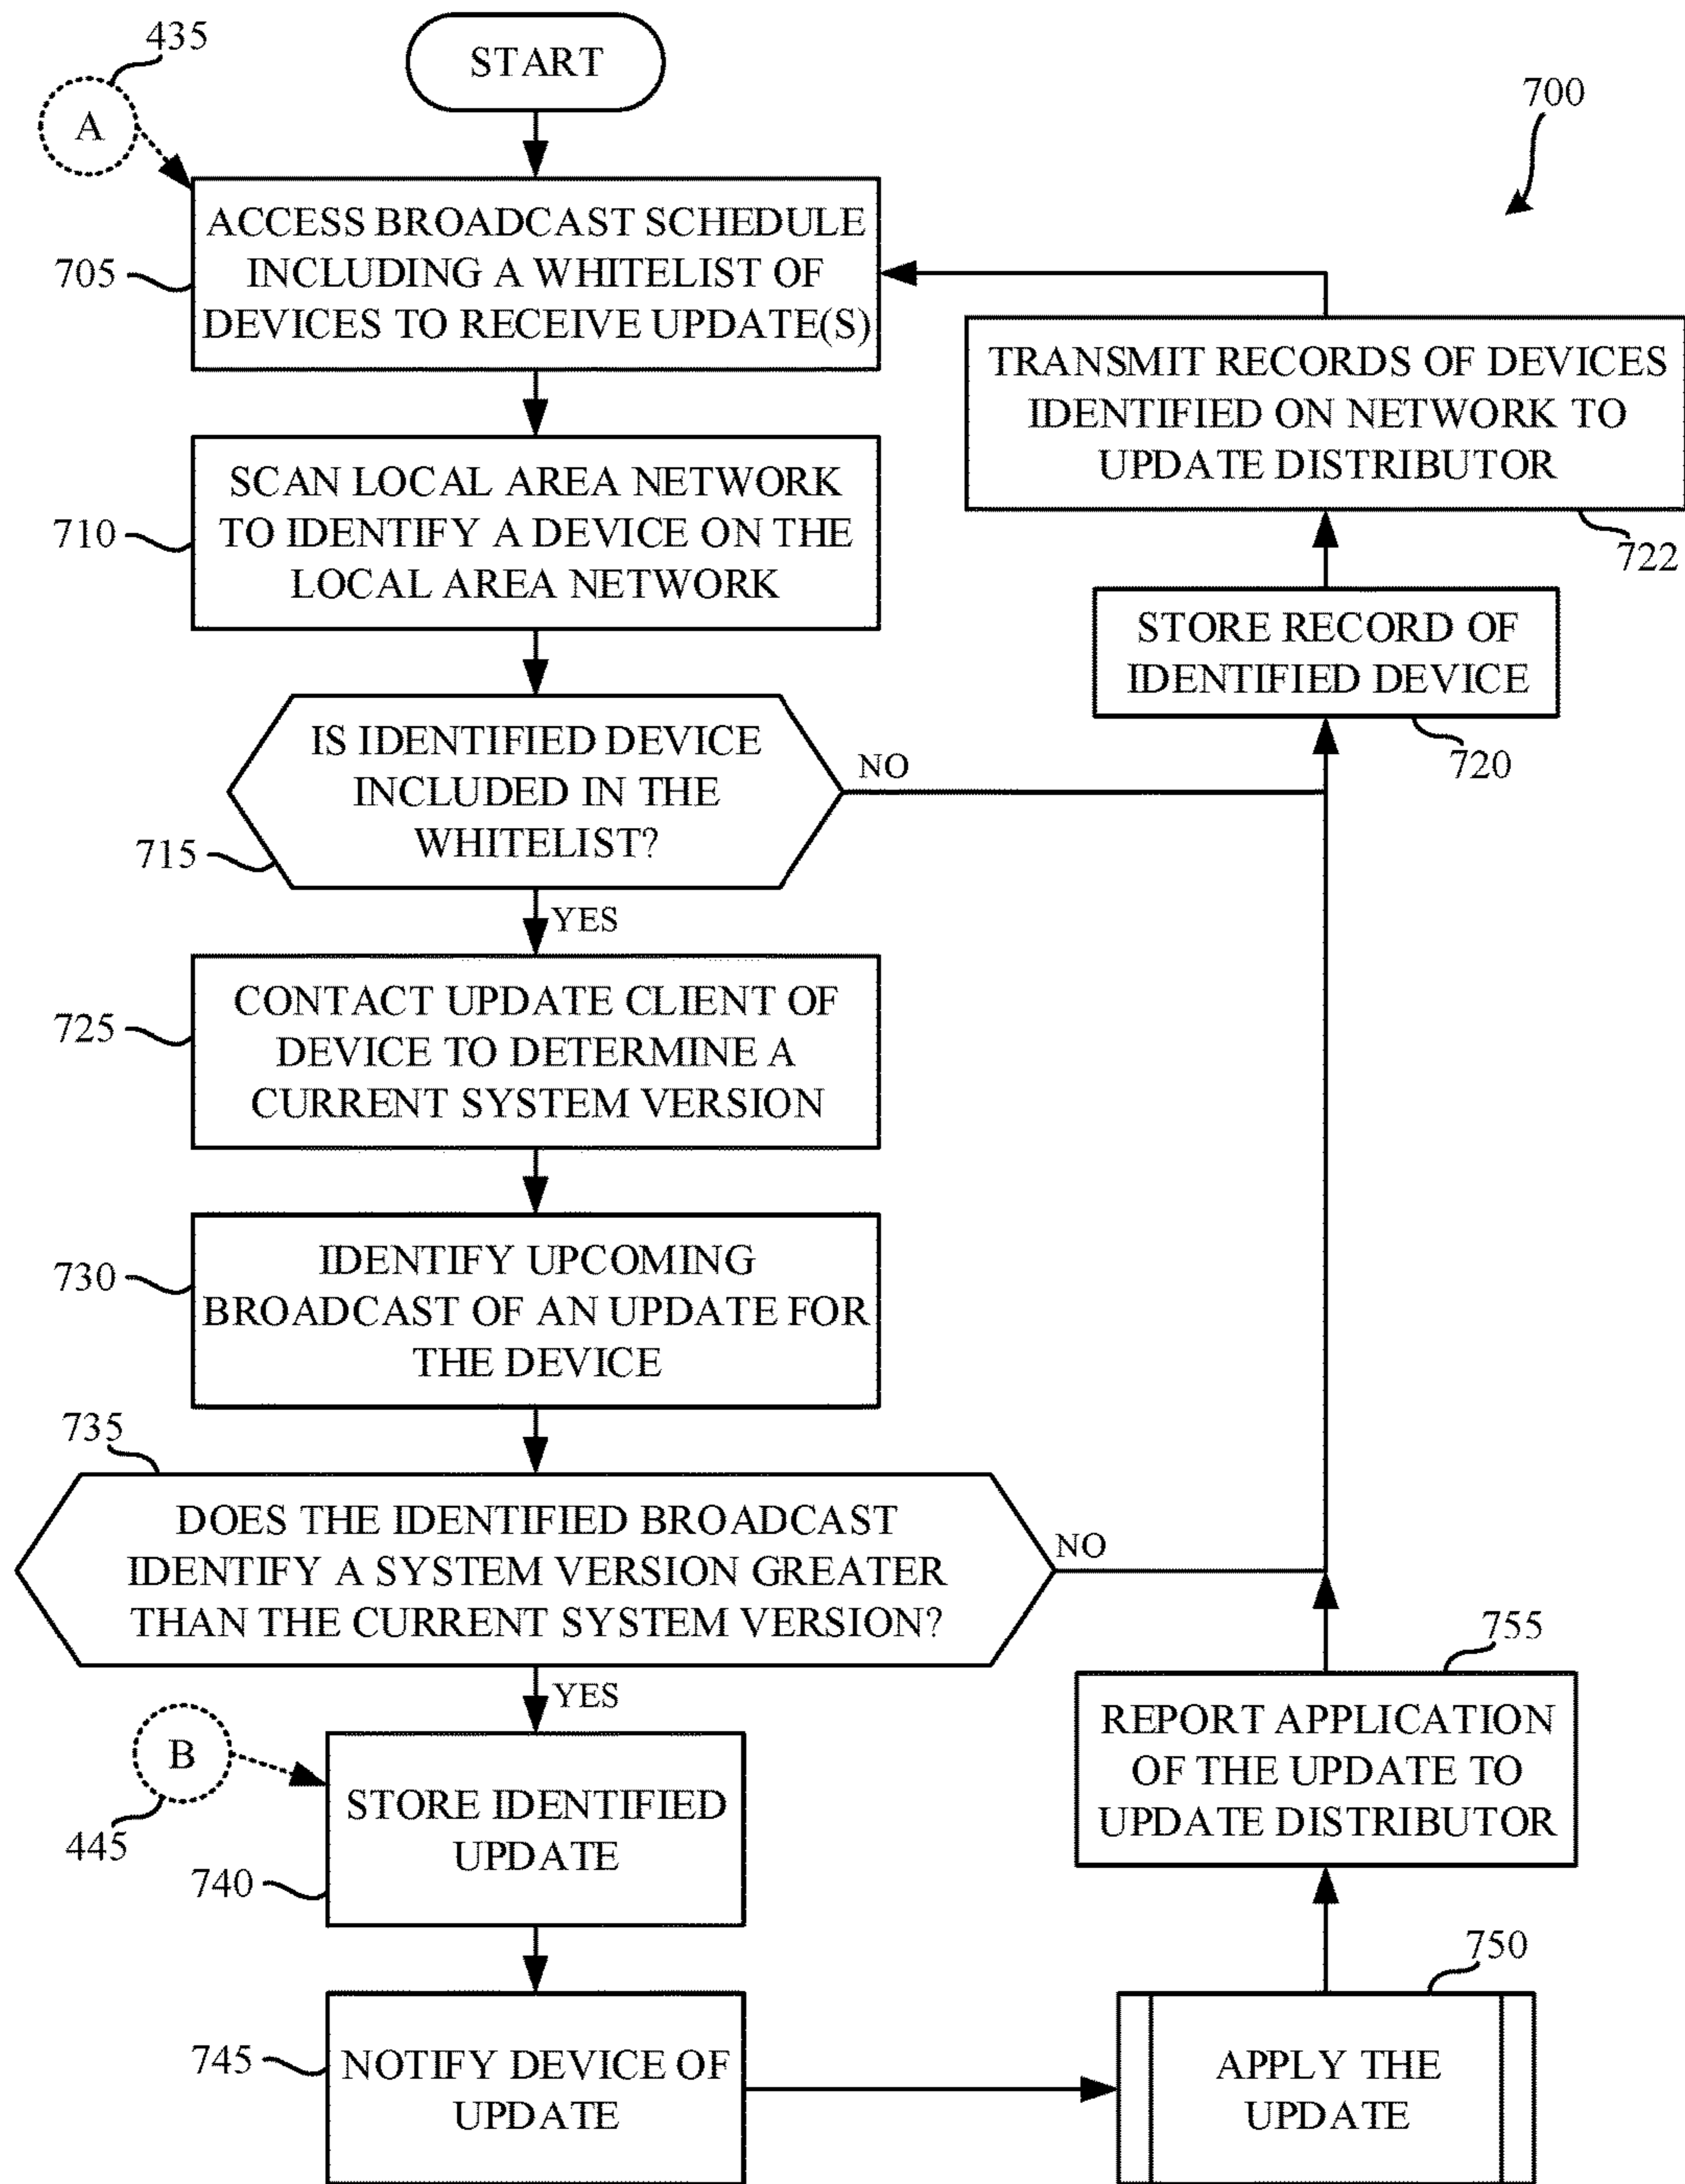 435
START
A
700
ACCESS BROADCAST SCHEDULE
INCLUDING A WHITELIST OF
DEVICES TO RECEIVE UPDATE(S)
705
TRANSMIT RECORDS OF DEVICES
IDENTIFIED ON NETWORK TO
UPDATE DISTRIBUTOR
722
SCAN LOCAL AREA NETWORK
TO IDENTIFY A DEVICE ON THE
LOCAL AREA NETWORK
710
STORE RECORD OF
IDENTIFIED DEVICE
720
IS IDENTIFIED DEVICE
INCLUDED IN THE
WHITELIST?
715
NO
YES
CONTACT UPDATE CLIENT OF
DEVICE TO DETERMINE A
CURRENT SYSTEM VERSION
725
IDENTIFY UPCOMING
BROADCAST OF AN UPDATE FOR
THE DEVICE
730
735
DOES THE IDENTIFIED BROADCAST
IDENTIFY A SYSTEM VERSION GREATER
THAN THE CURRENT SYSTEM VERSION?
NO
YES
B
445
STORE IDENTIFIED
UPDATE
740
755
REPORT APPLICATION
OF THE UPDATE TO
UPDATE DISTRIBUTOR
745
NOTIFY DEVICE OF
UPDATE
750
APPLY THE
UPDATE